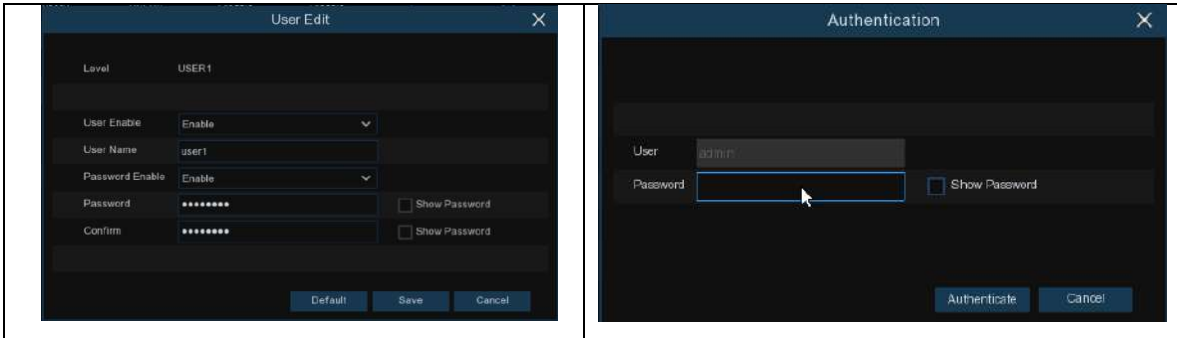 User Edit
Level USER1
User Enable Enable
User Name user1
Password Enable Enable
Password •••••••• Show Password
Confirm •••••••• Show Password
Default Save Cancel
Authentication
User admin
Password Show Password
Authenticate Cancel